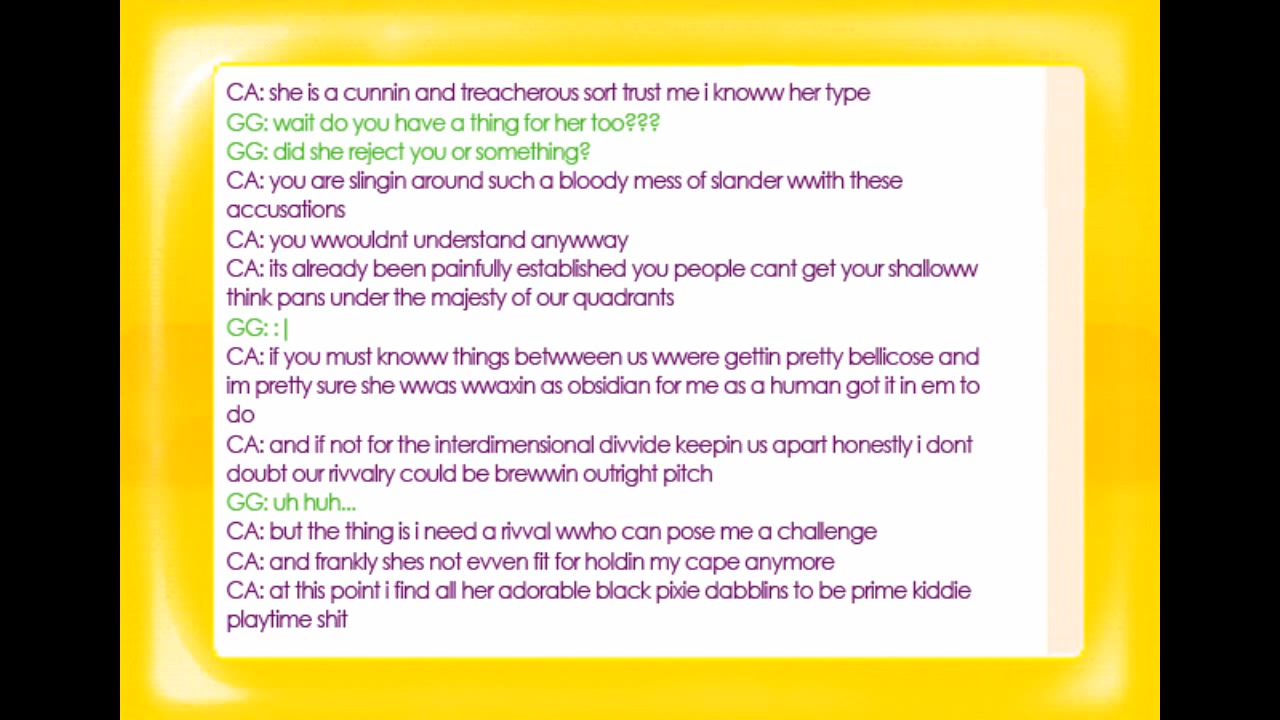 CA: she is a cunnin and treacherous sort trust me i knoww her type
GG: wait do you have a thing for her too???
GG: did she reject you or something?
CA: you are slingin around such a bloody mess of slander wwith these
accusations
CA: you wwouldnt understand anywway
CA: its already been painfully established you people cant get your shalloww
think pans under the majesty of our quadrants
GG: :|
CA: if you must knoww things betwween us wwere gettin pretty bellicose and
im pretty sure she wwas wwaxin as obsidian for me as a human got it in em to
do
CA: and if not for the interdimensional divvide keepin us apart honestly i dont
doubt our rivvalry could be brewwin outright pitch
GG: uh huh...
CA: but the thing is i need a rivval wwho can pose me a challenge
CA: and frankly shes not evven fit for holdin my cape anymore
CA: at this point i find all her adorable black pixie dabblins to be prime kiddie
playtime shit